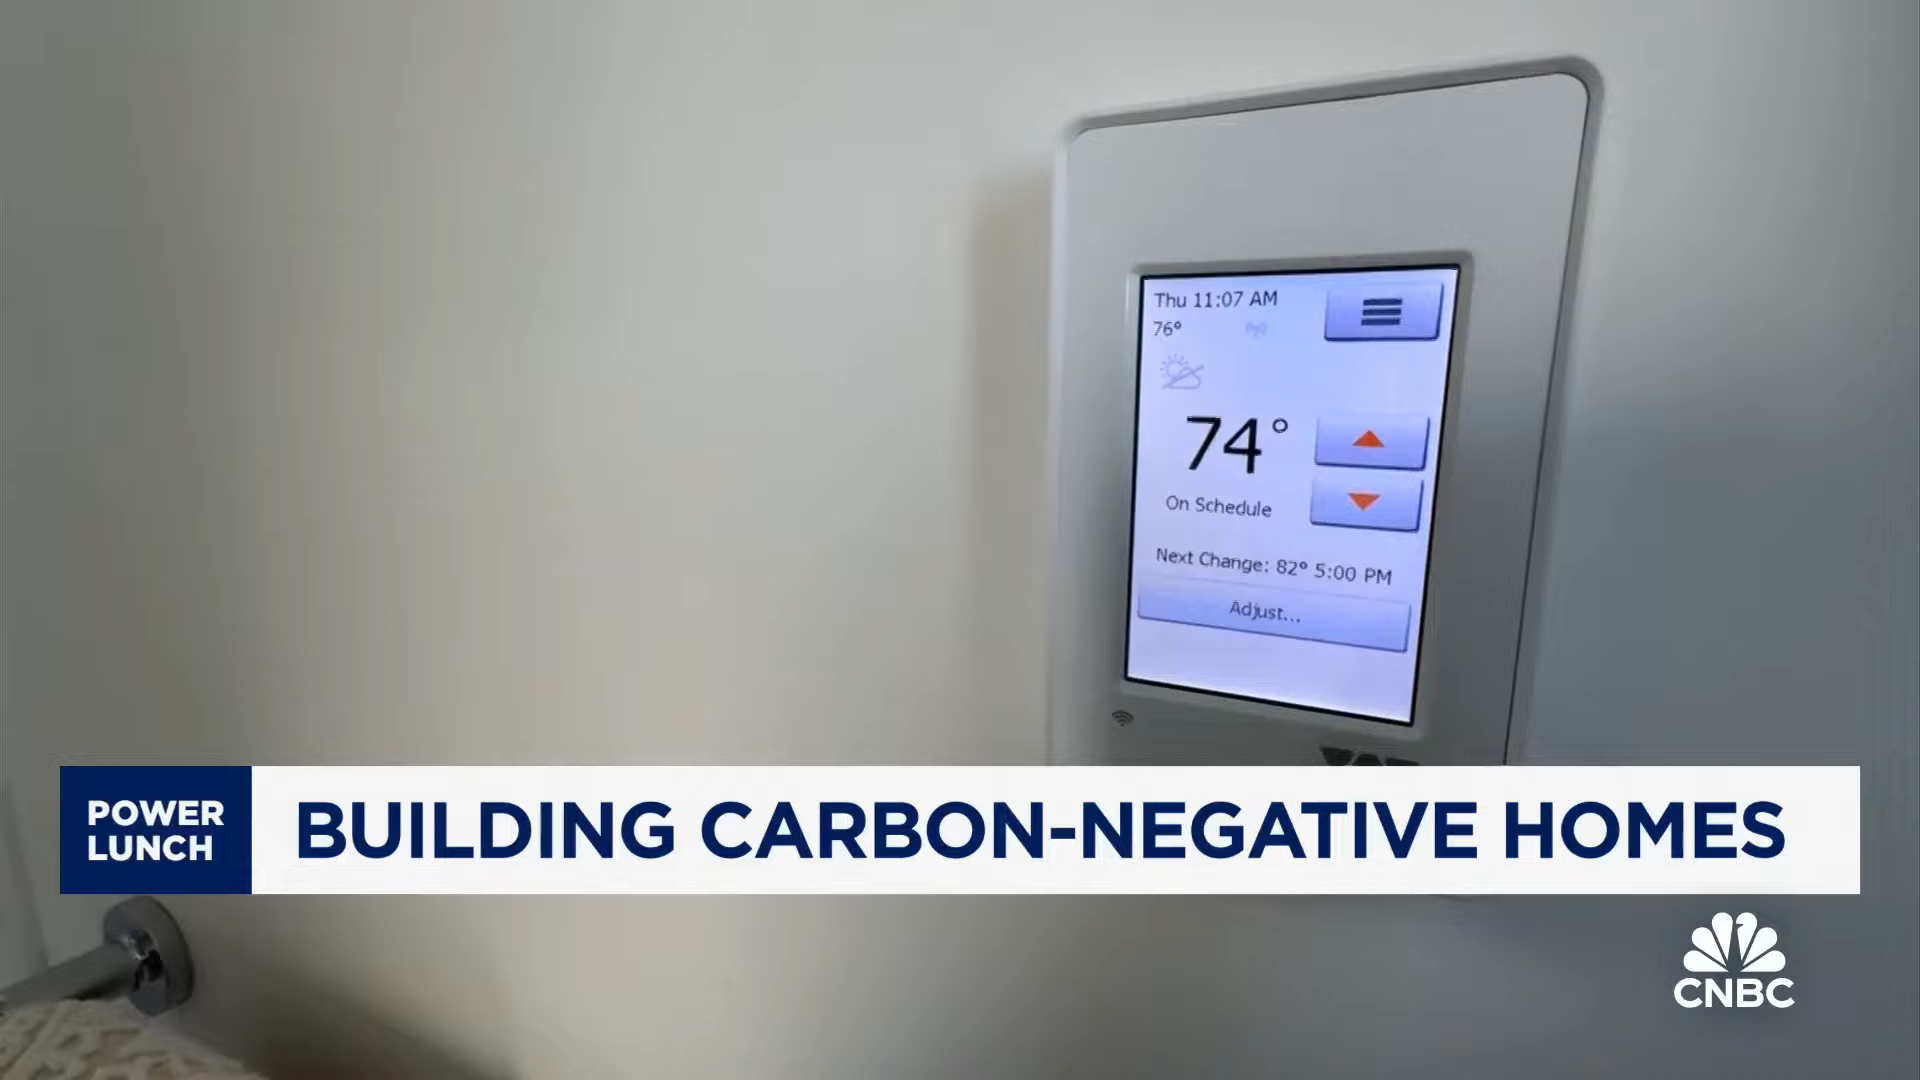 Thu 11:07 AM
76°
74°
On Schedule
Next Change: 82° 5:00 PM
Adjust...
POWER
LUNCH
BUILDING CARBON-NEGATIVE HOMES
CNBC